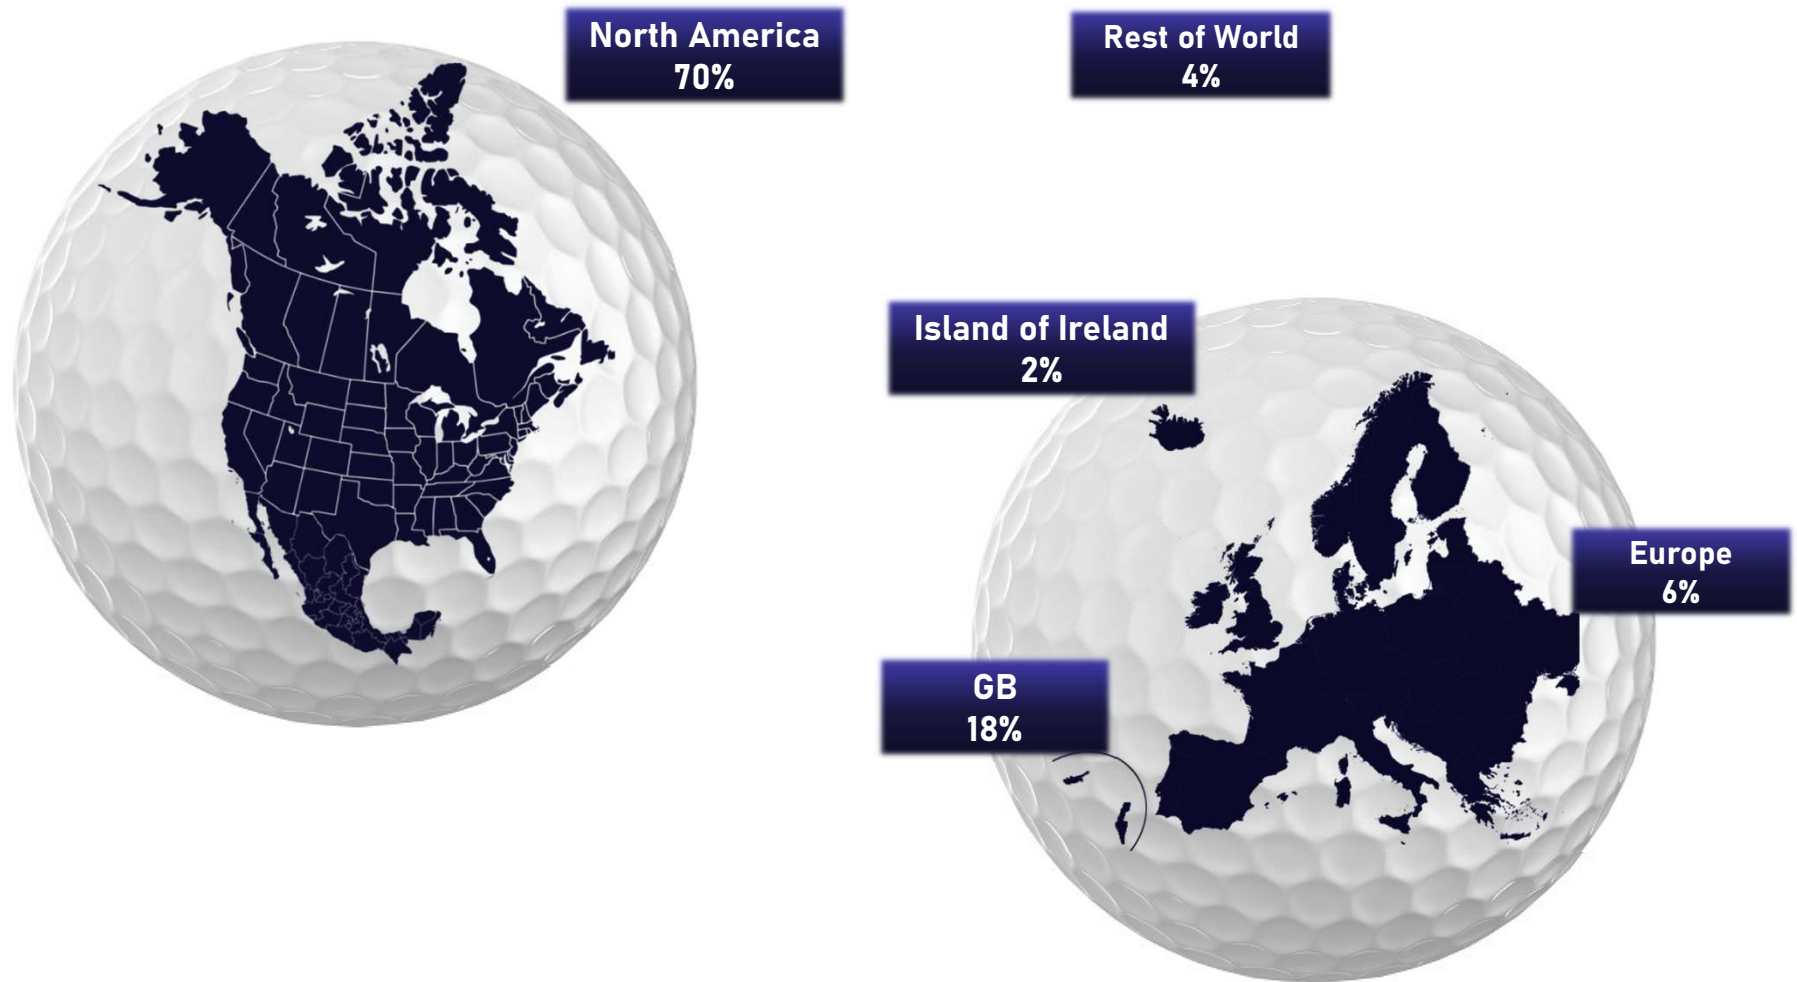 North America
70%
Rest of World
4%
Island of Ireland
2%
Europe
6%
GB
18%